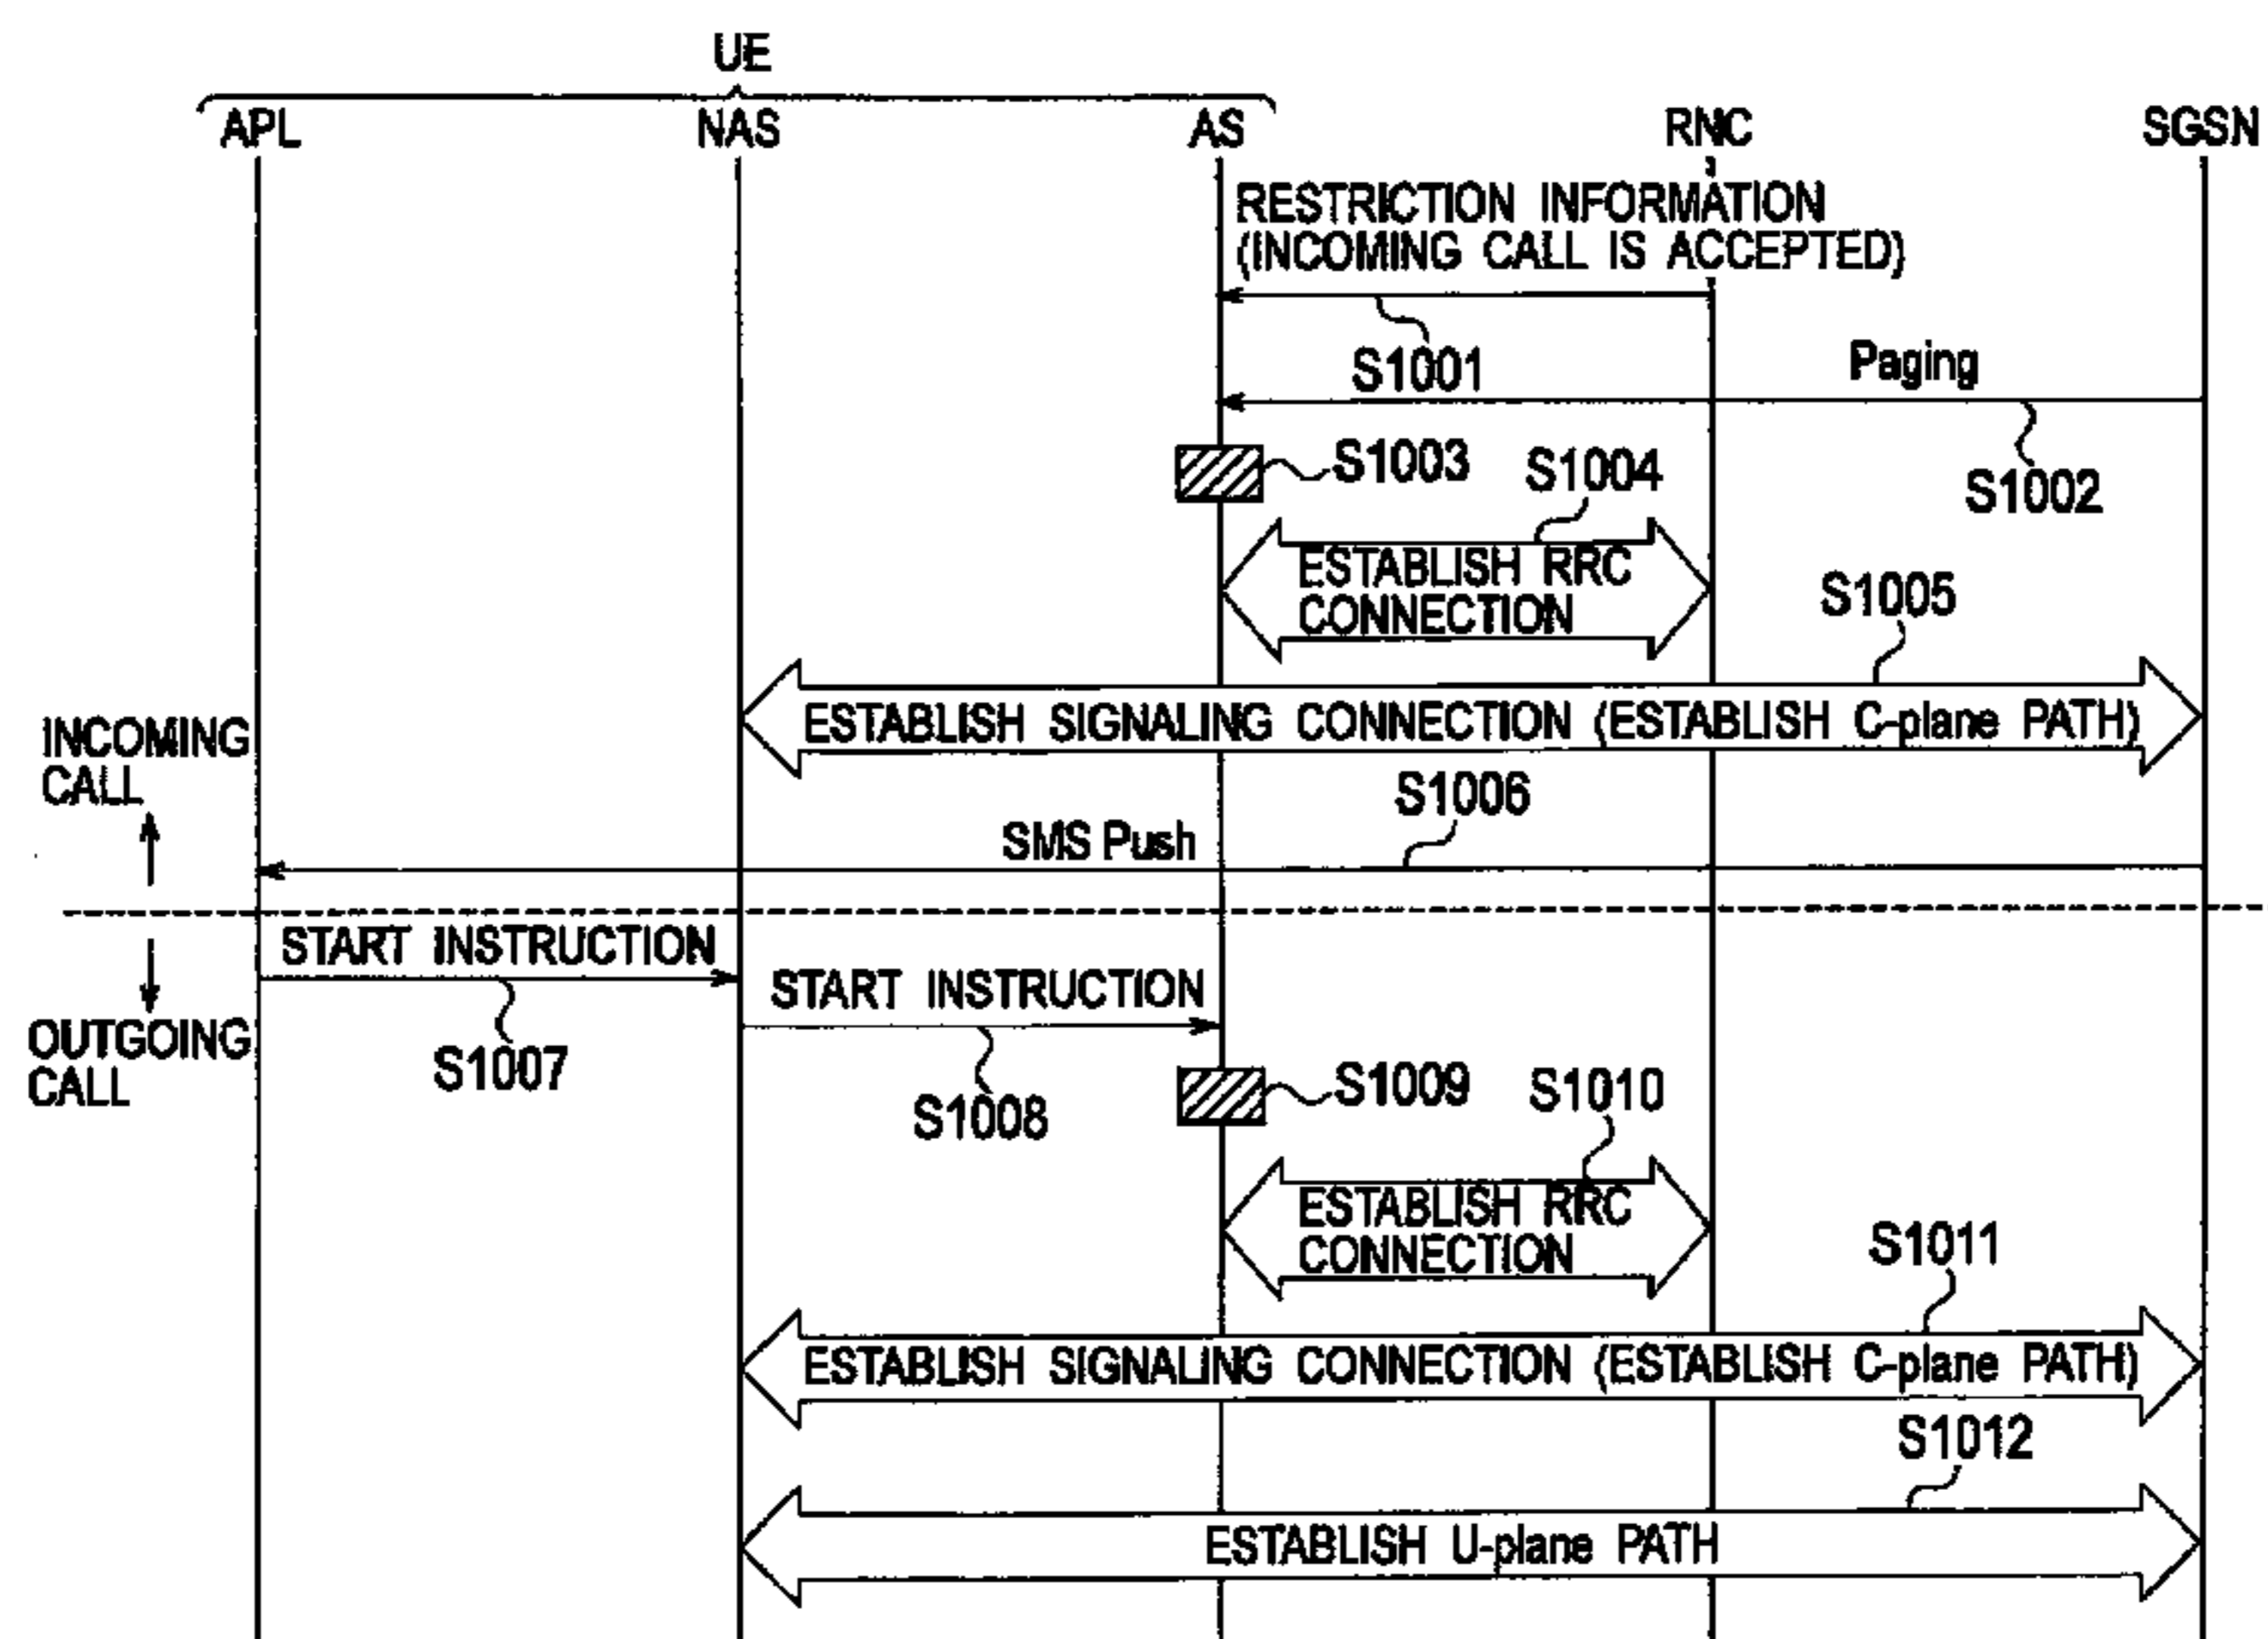 UE
APL NAS AS RNC SGSN
RESTRICTION INFORMATION
(INCOMING CALL IS ACCEPTED)
S1001
Paging
S1002
S1003
S1004
ESTABLISH RRC
CONNECTION
S1005
ESTABLISH SIGNALING CONNECTION (ESTABLISH C-plane PATH)
INCOMING
CALL
S1006
SMS Push
START INSTRUCTION
S1007
START INSTRUCTION
S1008
OUTGOING
CALL
S1009
S1010
ESTABLISH RRC
CONNECTION
S1011
ESTABLISH SIGNALING CONNECTION (ESTABLISH C-plane PATH)
S1012
ESTABLISH U-plane PATH